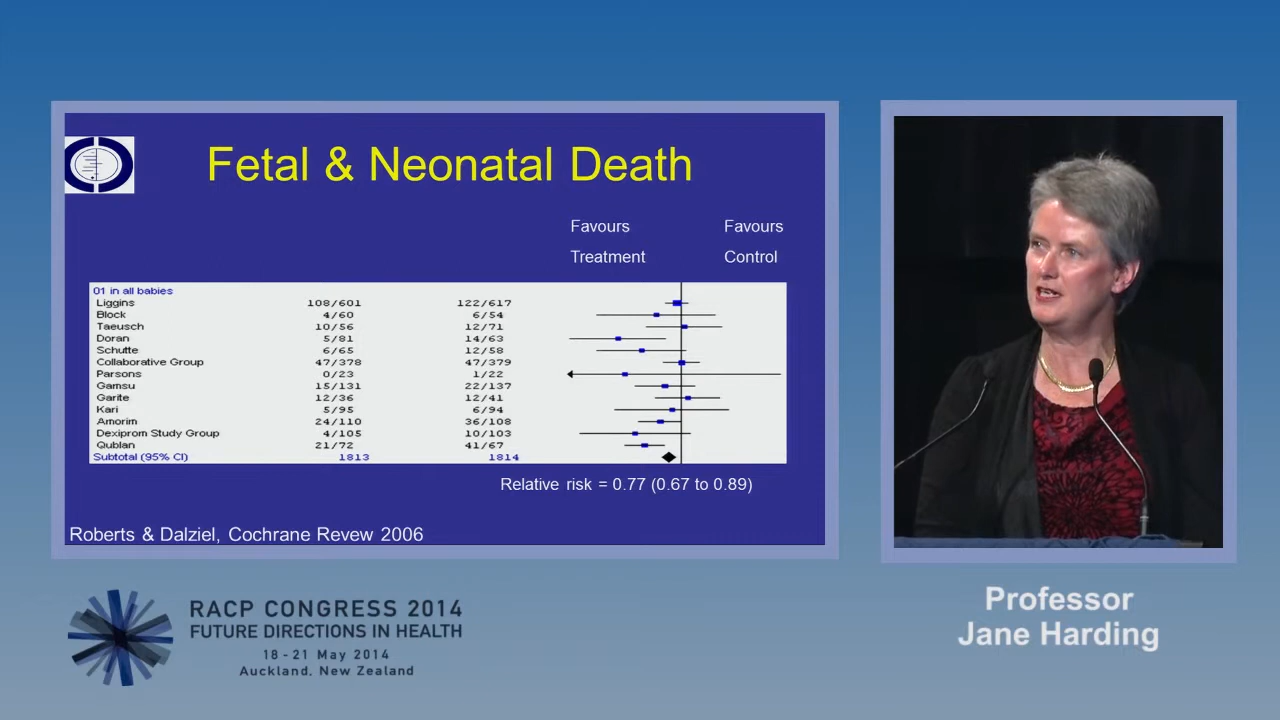 Fetal & Neonatal Death
Favours Favours
Treatment Control
01 in all babies
Liggins 108/601 122/617
Block 4/60 6/54
Taeusch 10/56 12/71
Doran 5/81 14/63
Schutte 6/65 12/58
Collaborative Group 47/378 47/379
Parsons 0/23 1/22
Gamsu 15/131 22/137
Garite 12/36 12/41
Kari 5/95 6/94
Amorim 24/110 36/108
Dexiprom Study Group 4/105 10/103
Qublan 21/72 41/67
Subtotal (95% CI) 1813 1814
Relative risk = 0.77 (0.67 to 0.89)
Roberts & Dalziel, Cochrane Revew 2006
RACP CONGRESS 2014
FUTURE DIRECTIONS IN HEALTH
18 - 21 May 2014
Auckland, New Zealand
Professor
Jane Harding